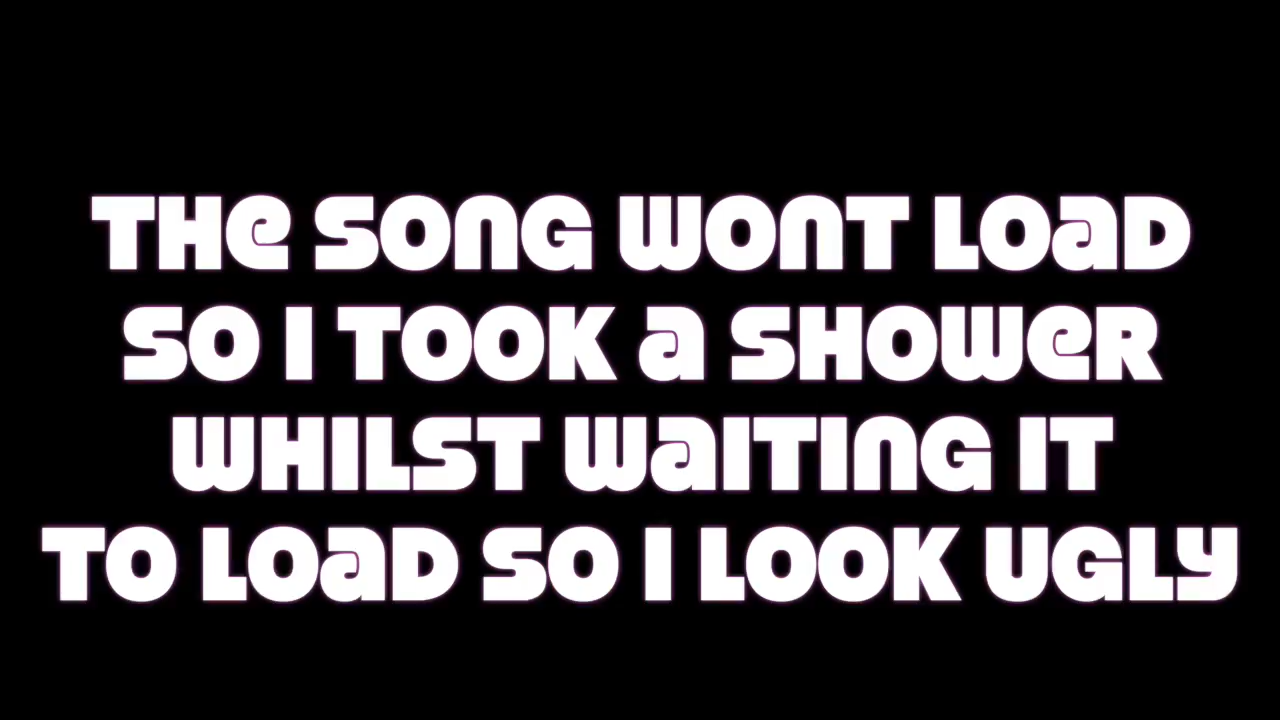 THe SONG WONT LOaD
SO I TOOK a SHOWeR
WHILST WaITING IT
TO LOaD SO I LOOK UGLY